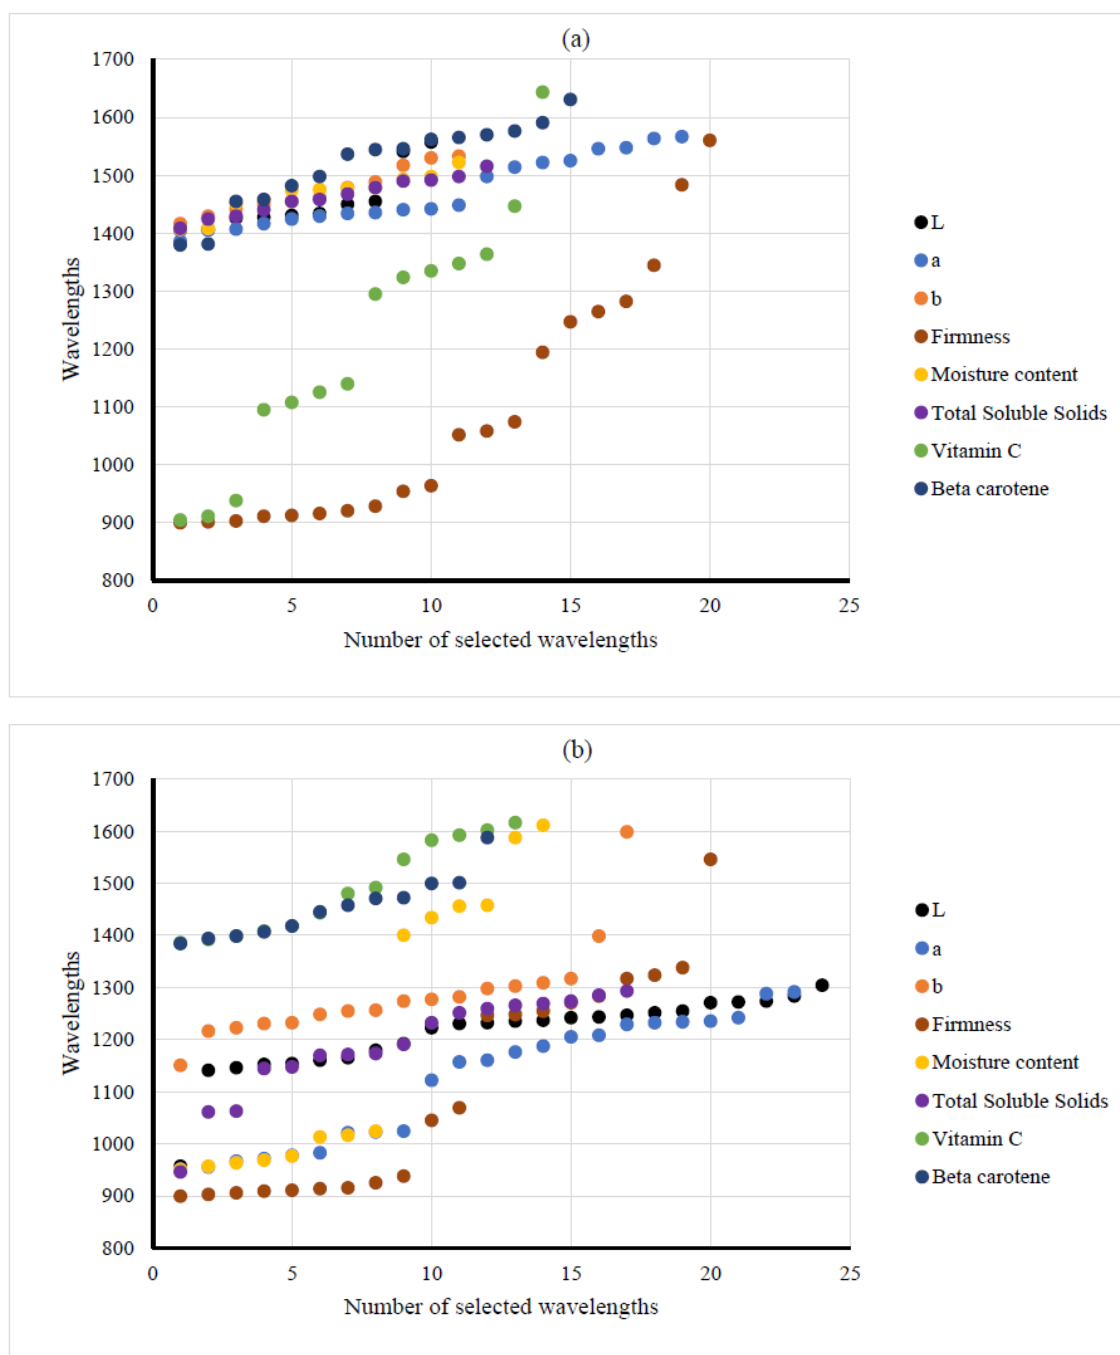 (a)
1700
1600
1500
1400
1300
1200
1100
1000
900
800
0 5 10 15 20 25
Wavelengths
Number of selected wavelengths
L
a
b
Firmness
Moisture content
Total Soluble Solids
Vitamin C
Beta carotene
(b)
1700
1600
1500
1400
1300
1200
1100
1000
900
800
0 5 10 15 20 25
Wavelengths
Number of selected wavelengths
L
a
b
Firmness
Moisture content
Total Soluble Solids
Vitamin C
Beta carotene